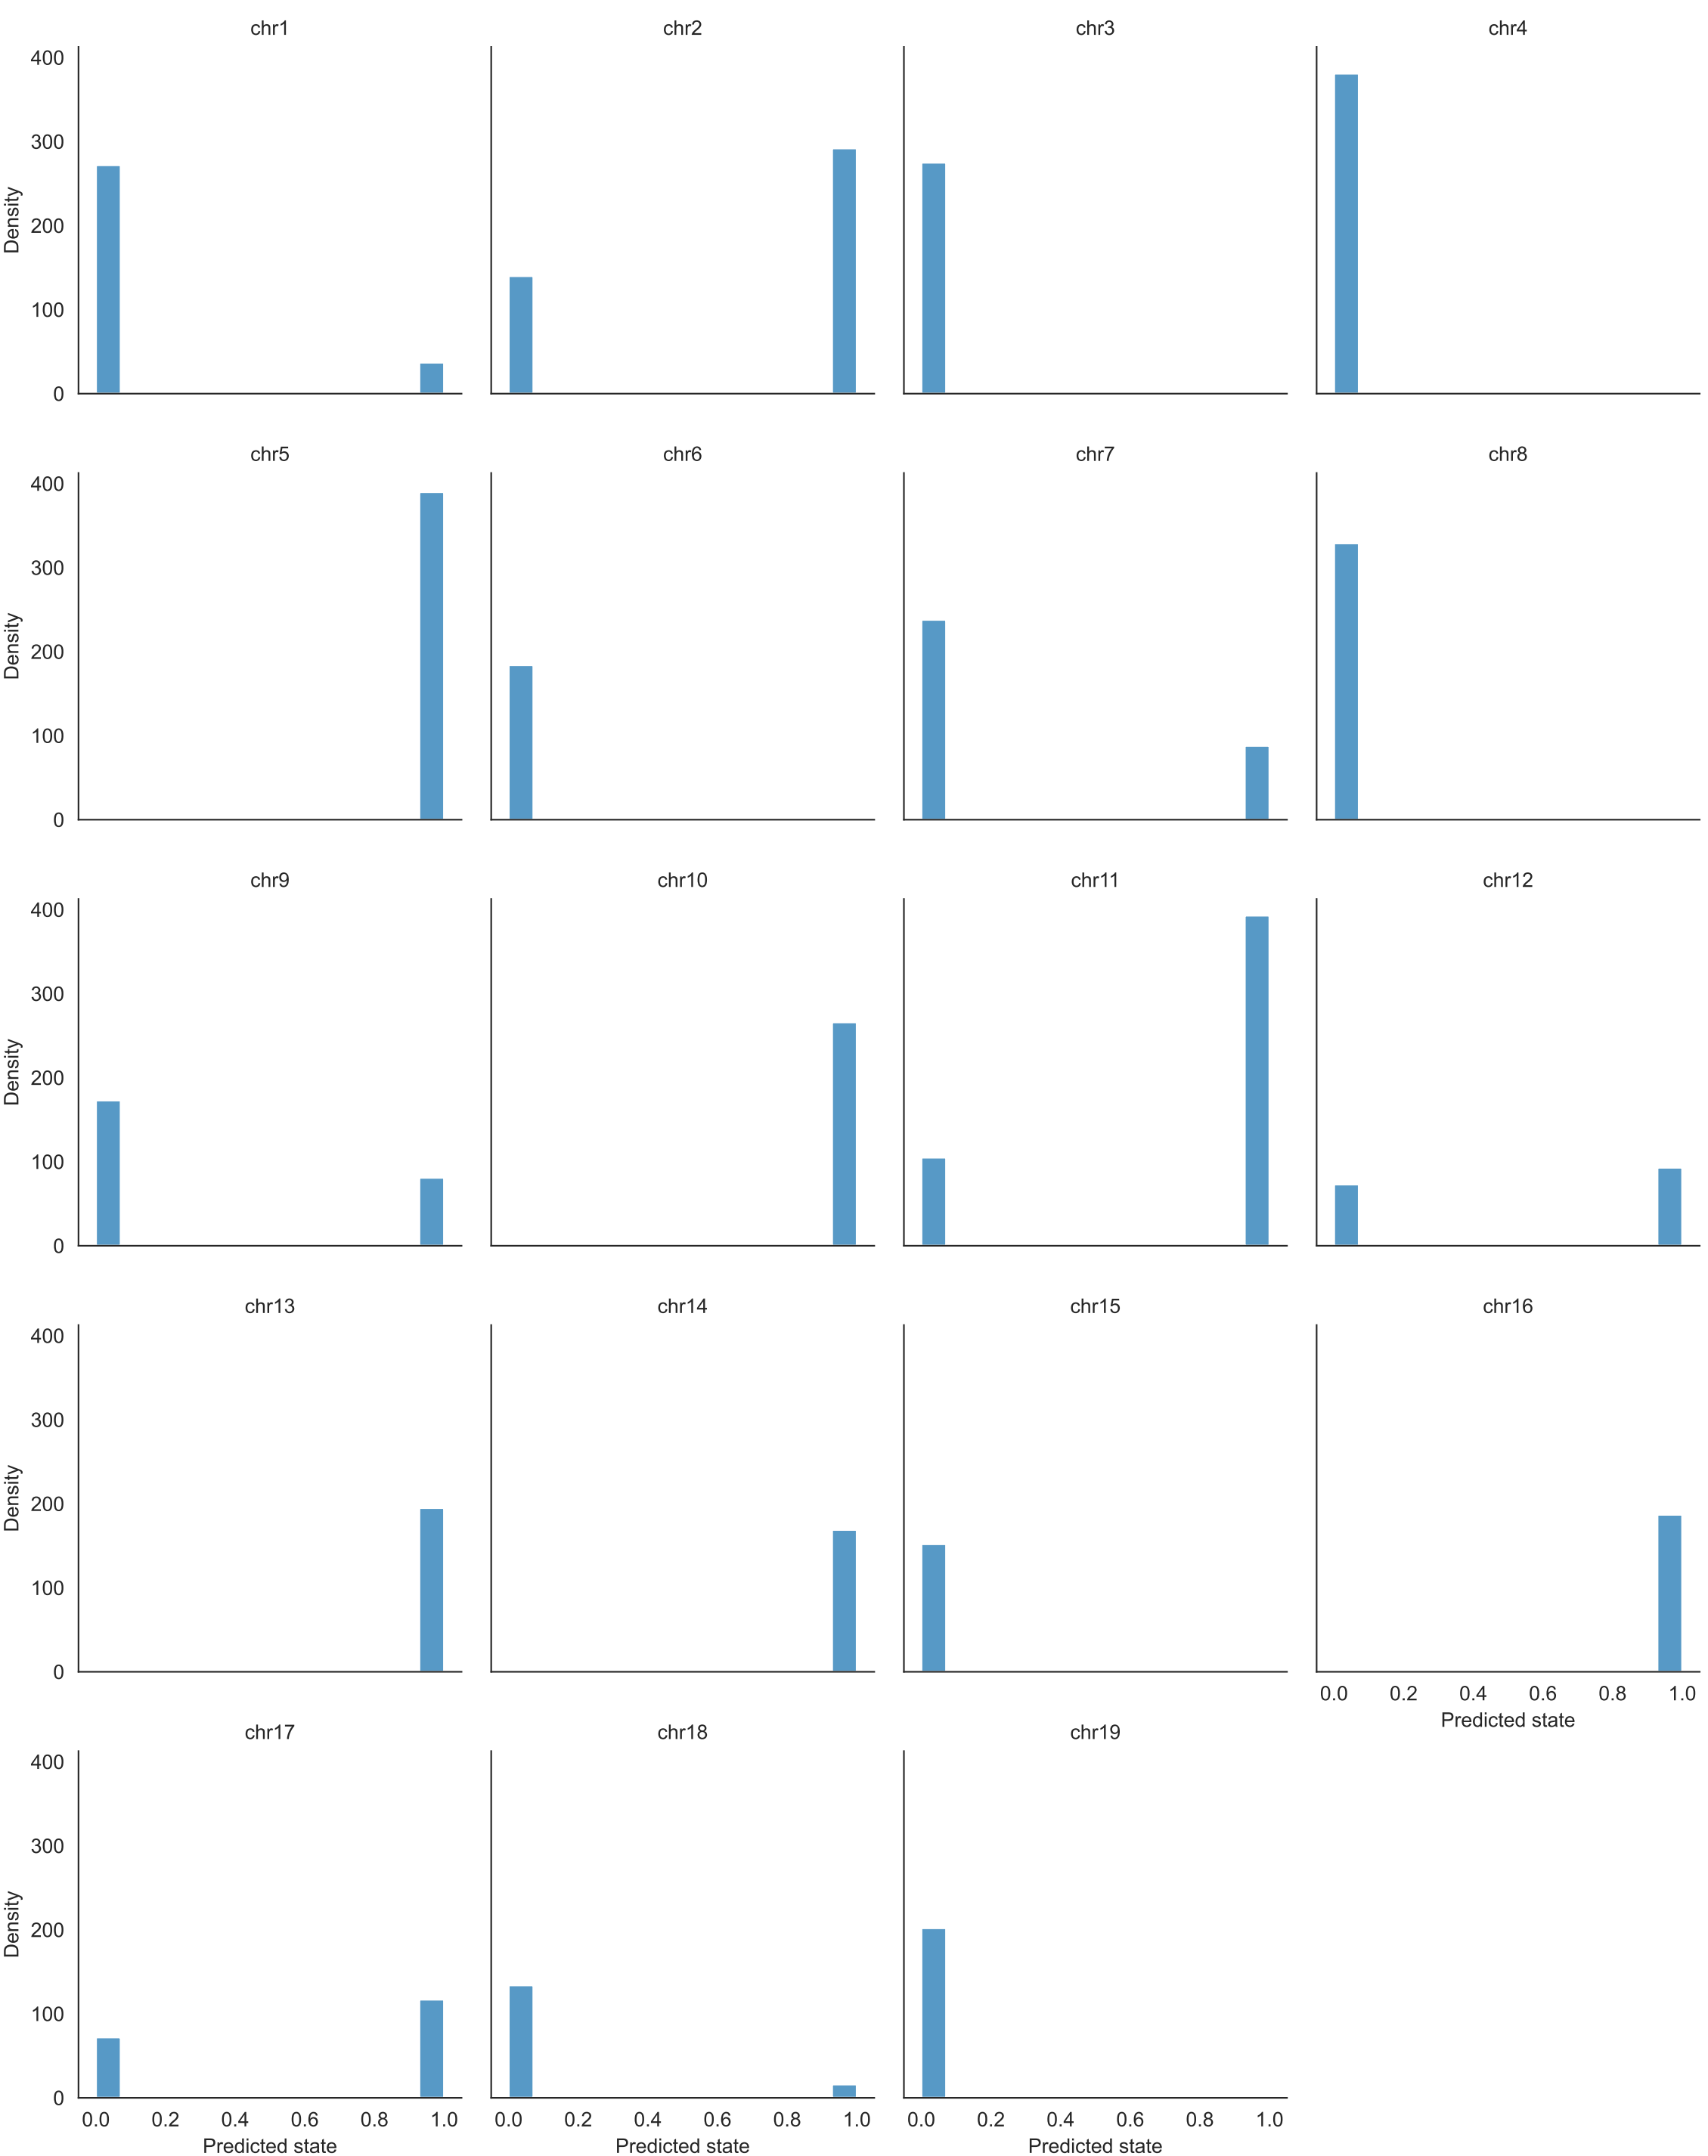 chr1 chr2 chr3 chr4
400
300
200
100
0
Density
chr5 chr6 chr7 chr8
400
300
200
100
0
Density
chr9 chr10 chr11 chr12
400
300
200
100
0
Density
chr13 chr14 chr15 chr16
400
300
200
100
0
Density
0.0 0.2 0.4 0.6 0.8 1.0
Predicted state
chr17 chr18 chr19
400
300
200
100
0
Density
0.0 0.2 0.4 0.6 0.8 1.0 0.0 0.2 0.4 0.6 0.8 1.0 0.0 0.2 0.4 0.6 0.8 1.0
Predicted state Predicted state Predicted state